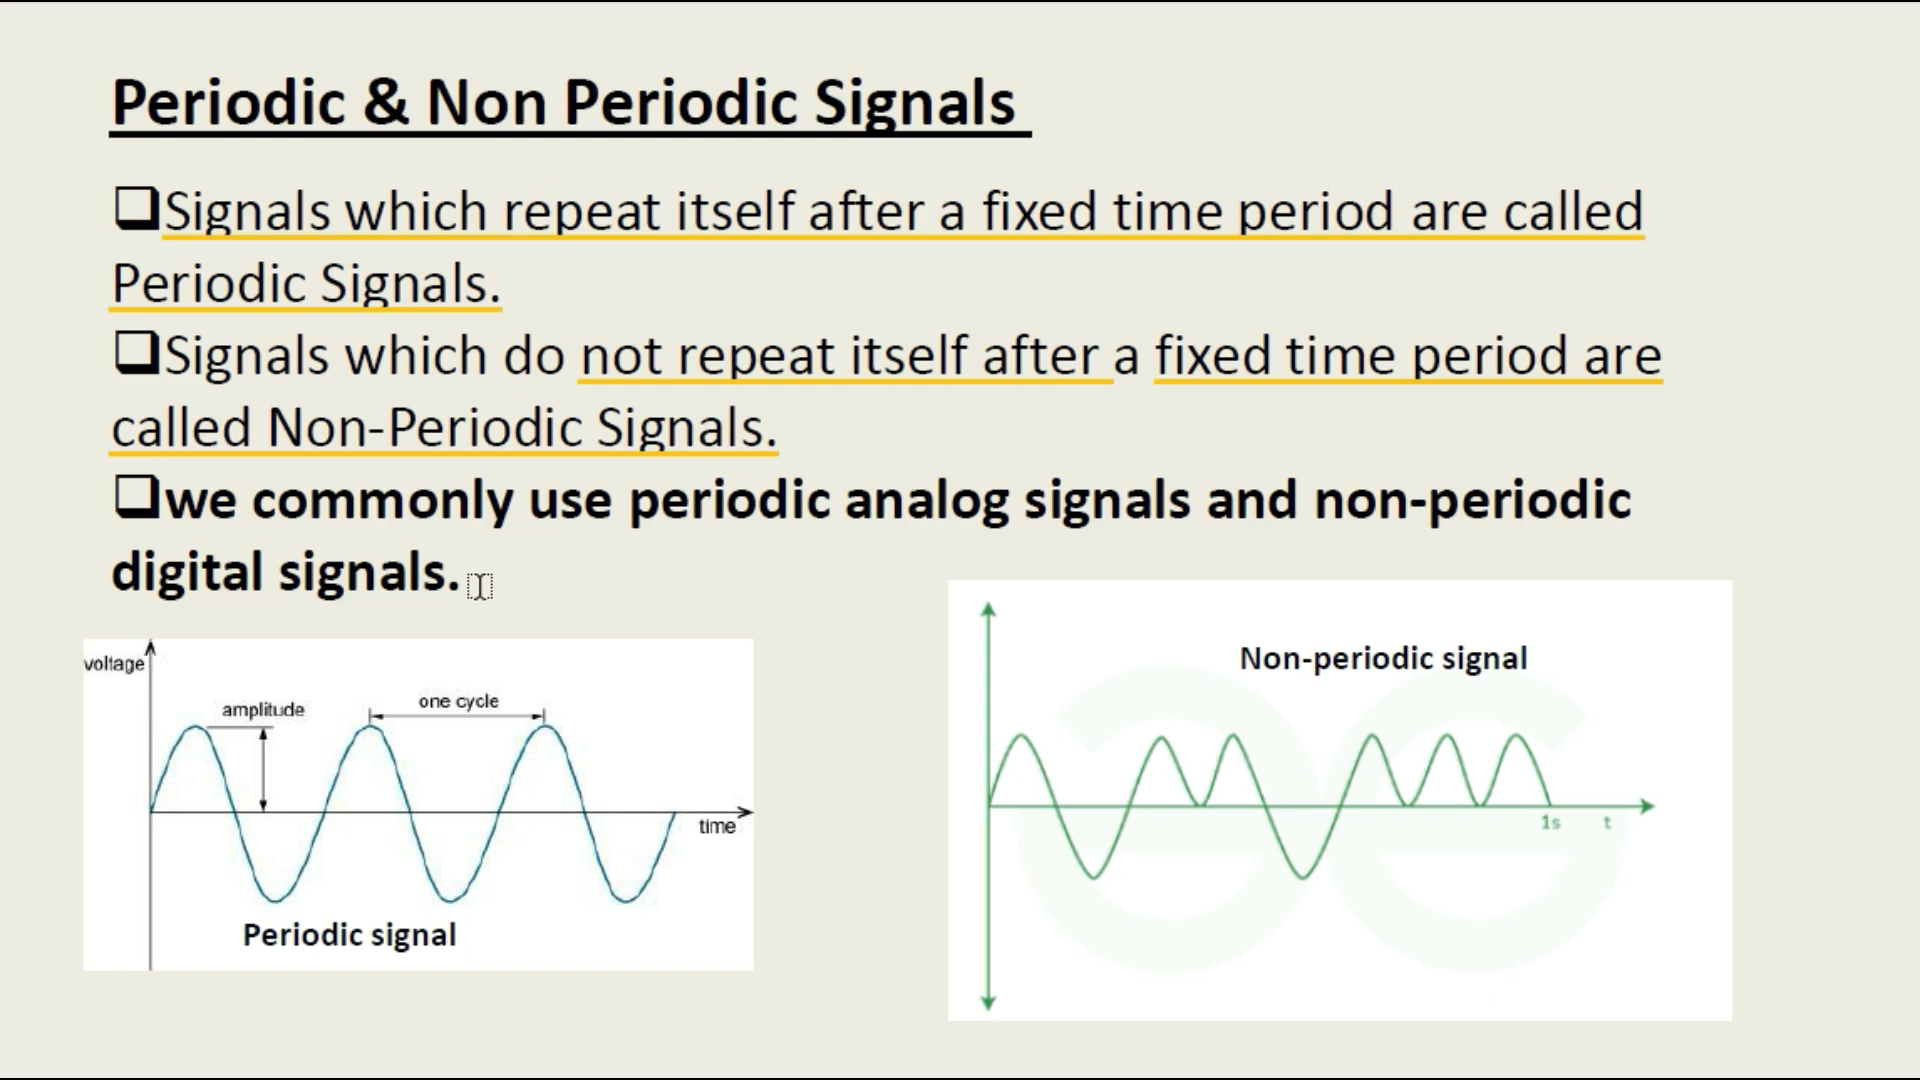 Periodic & Non Periodic Signals
❑Signals which repeat itself after a fixed time period are called
Periodic Signals.
❑Signals which do not repeat itself after a fixed time period are
called Non-Periodic Signals.
❑we commonly use periodic analog signals and non-periodic
digital signals.
voltage
amplitude
one cycle
time
Periodic signal
Non-periodic signal
1s t